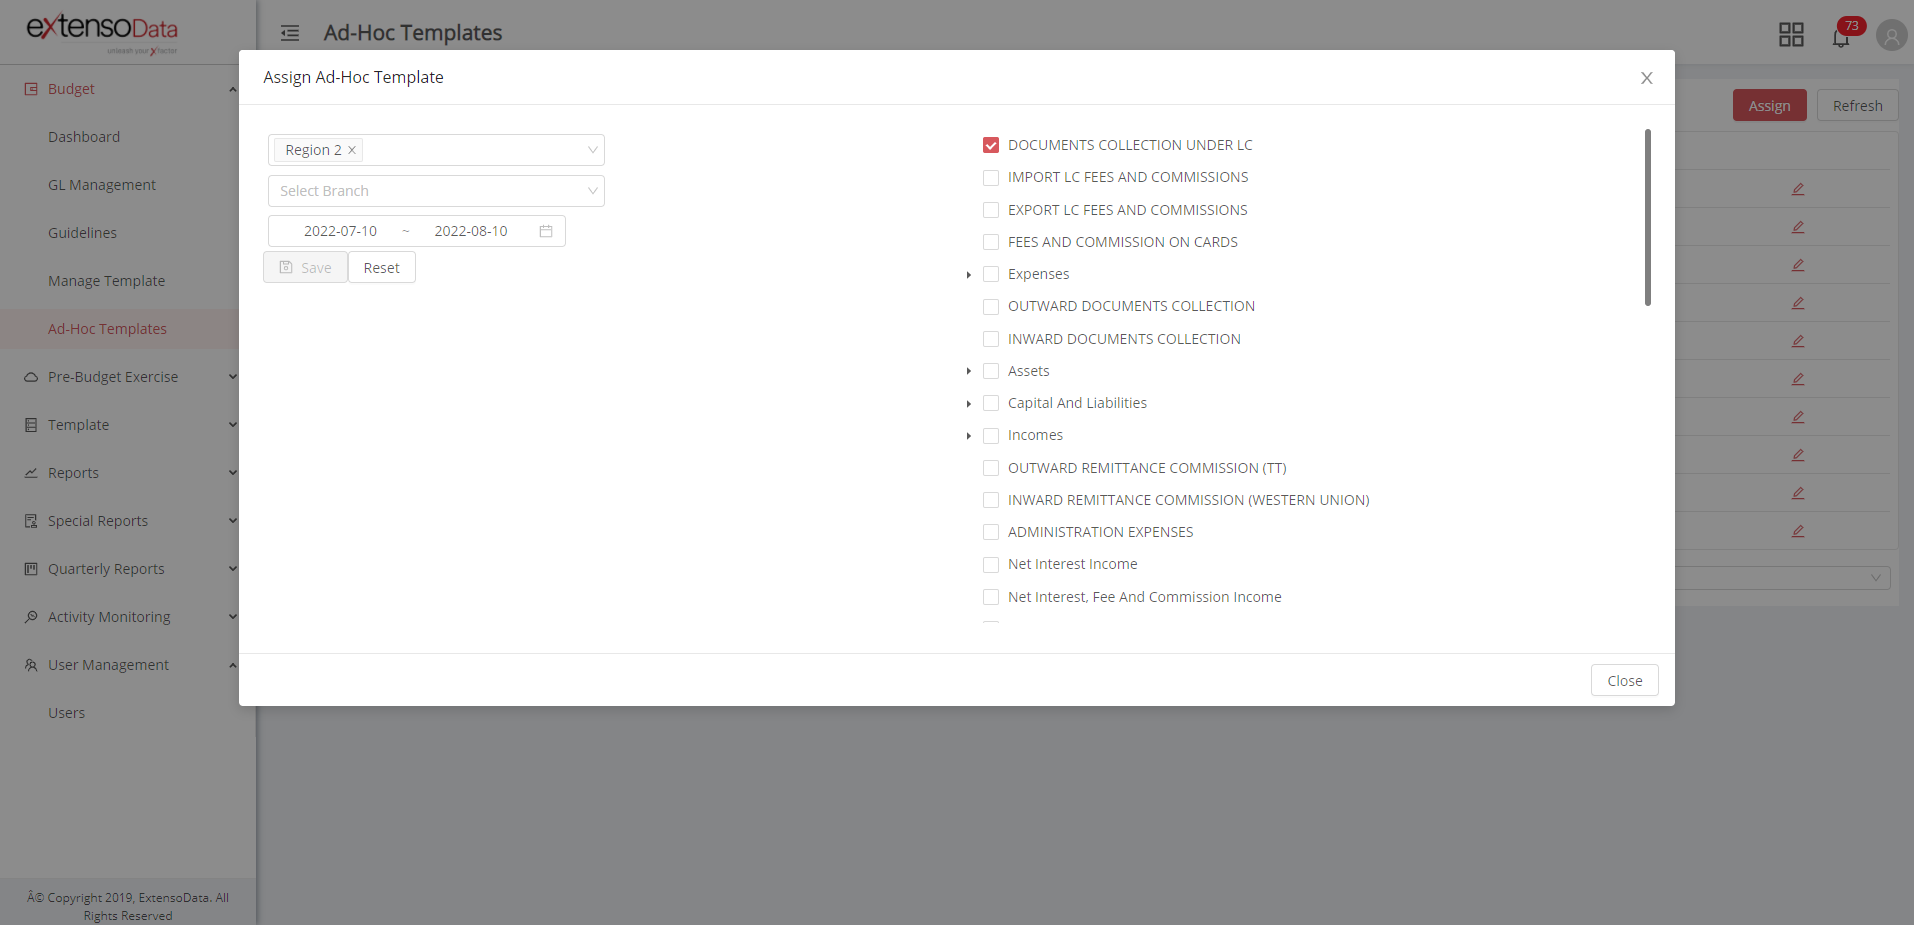 extensoData
unleash your Xfactor
Ad-Hoc Templates
73
Budget
Dashboard
GL Management
Guidelines
Manage Template
Ad-Hoc Templates
Pre-Budget Exercise
Template
Reports
Special Reports
Quarterly Reports
Activity Monitoring
User Management
Users
Â© Copyright 2019, ExtensoData. All
Rights Reserved
Assign
Refresh
Assign Ad-Hoc Template
Region 2
Select Branch
2022-07-10 ~ 2022-08-10
Save Reset
DOCUMENTS COLLECTION UNDER LC
IMPORT LC FEES AND COMMISSIONS
EXPORT LC FEES AND COMMISSIONS
FEES AND COMMISSION ON CARDS
Expenses
OUTWARD DOCUMENTS COLLECTION
INWARD DOCUMENTS COLLECTION
Assets
Capital And Liabilities
Incomes
OUTWARD REMITTANCE COMMISSION (TT)
INWARD REMITTANCE COMMISSION (WESTERN UNION)
ADMINISTRATION EXPENSES
Net Interest Income
Net Interest, Fee And Commission Income
Close